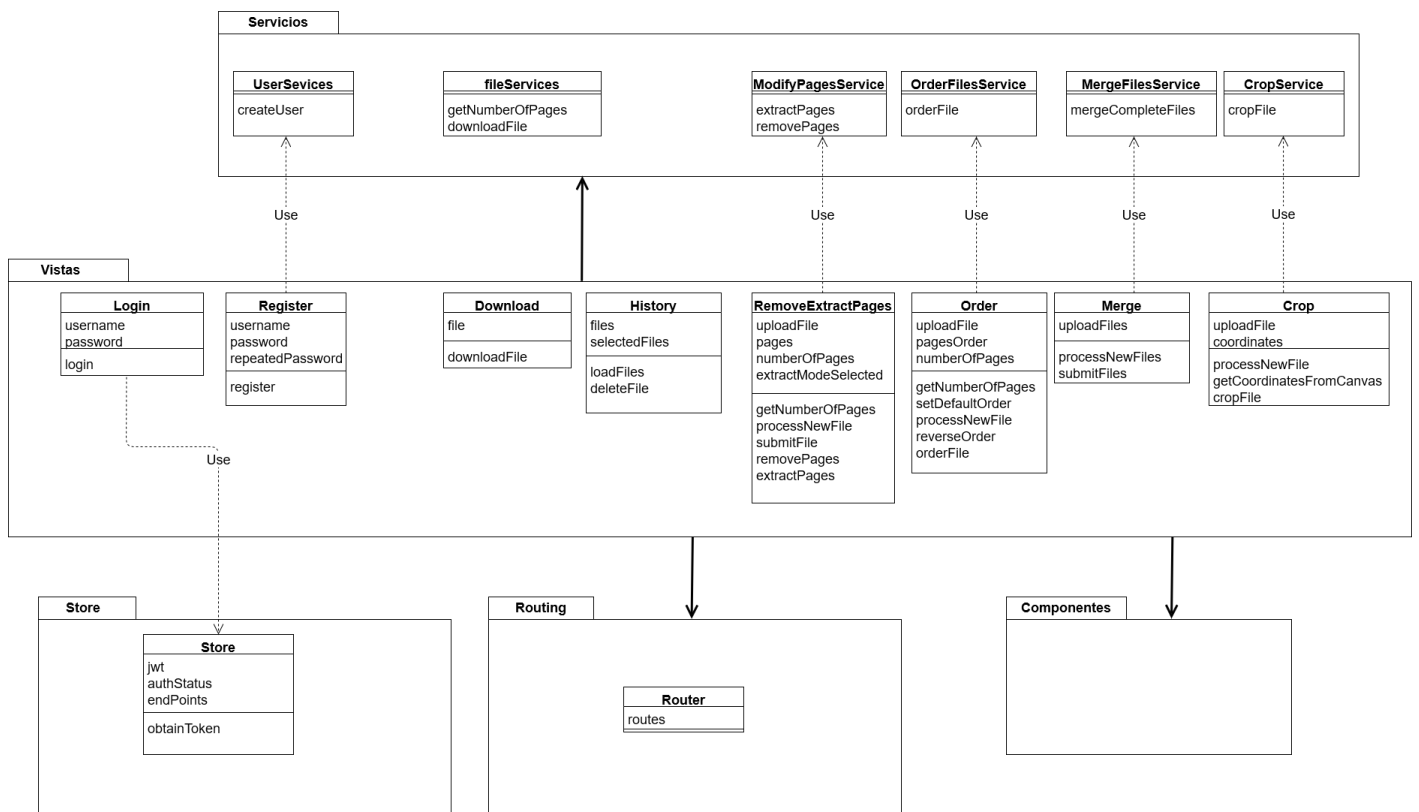 Servicios
UserSevices
createUser
fileServices
getNumberOfPages
downloadFile
ModifyPagesService
extractPages
removePages
OrderFilesService
orderFile
MergeFilesService
mergeCompleteFiles
CropService
cropFile
Use
Use
Use
Use
Use
Vistas
Login
username
password
login
Register
username
password
repeatedPassword
register
Download
file
downloadFile
History
files
selectedFiles
loadFiles
deleteFile
RemoveExtractPages
uploadFile
pages
numberOfPages
extractModeSelected
getNumberOfPages
processNewFile
submitFile
removePages
extractPages
Order
uploadFile
pagesOrder
numberOfPages
getNumberOfPages
setDefaultOrder
processNewFile
reverseOrder
orderFile
Merge
uploadFiles
processNewFiles
submitFiles
Crop
uploadFile
coordinates
processNewFile
getCoordinatesFromCanvas
cropFile
Use
Store
Store
jwt
authStatus
endPoints
obtainToken
Routing
Router
routes
Componentes